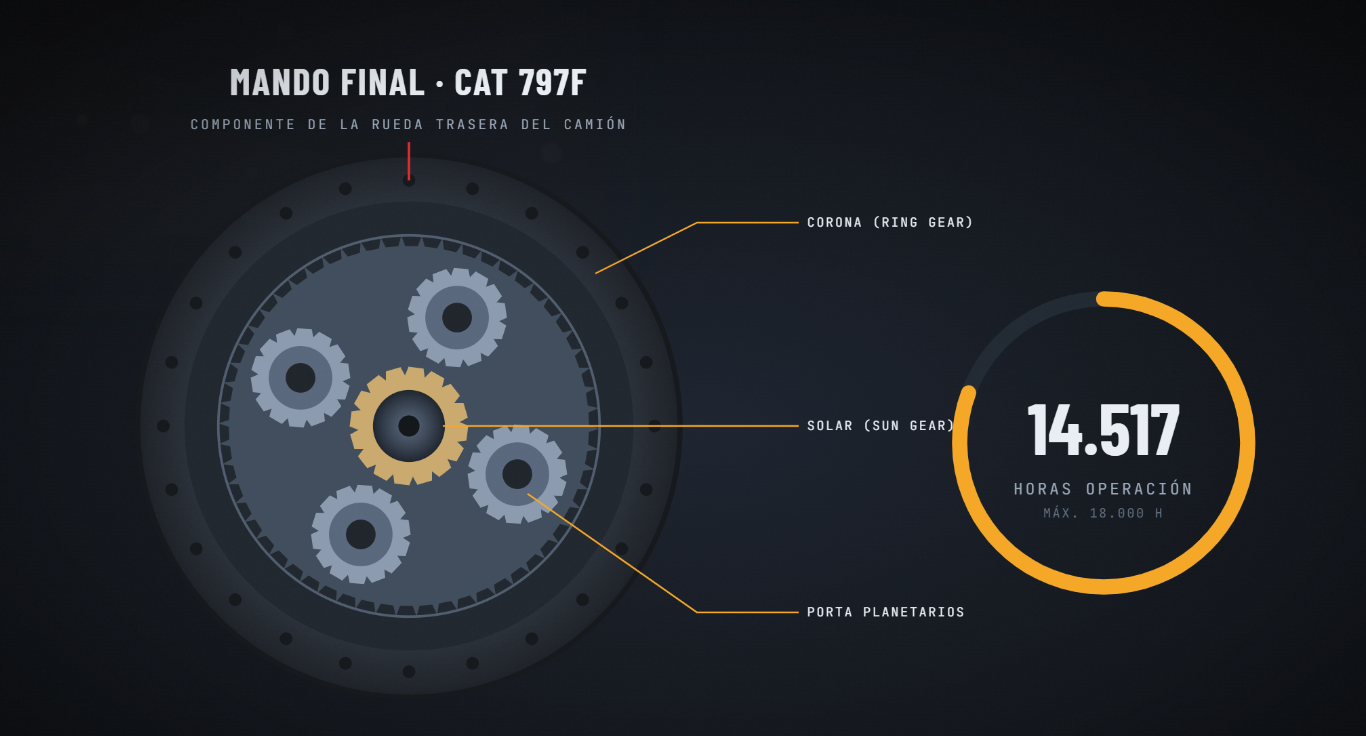 MANDO FINAL · CAT 797F
COMPONENTE DE LA RUEDA TRASERA DEL CAMIÓN
CORONA (RING GEAR)
SOLAR (SUN GEAR)
PORTA PLANETARIOS
14.517
HORAS OPERACIÓN
MÁX. 18.000 H